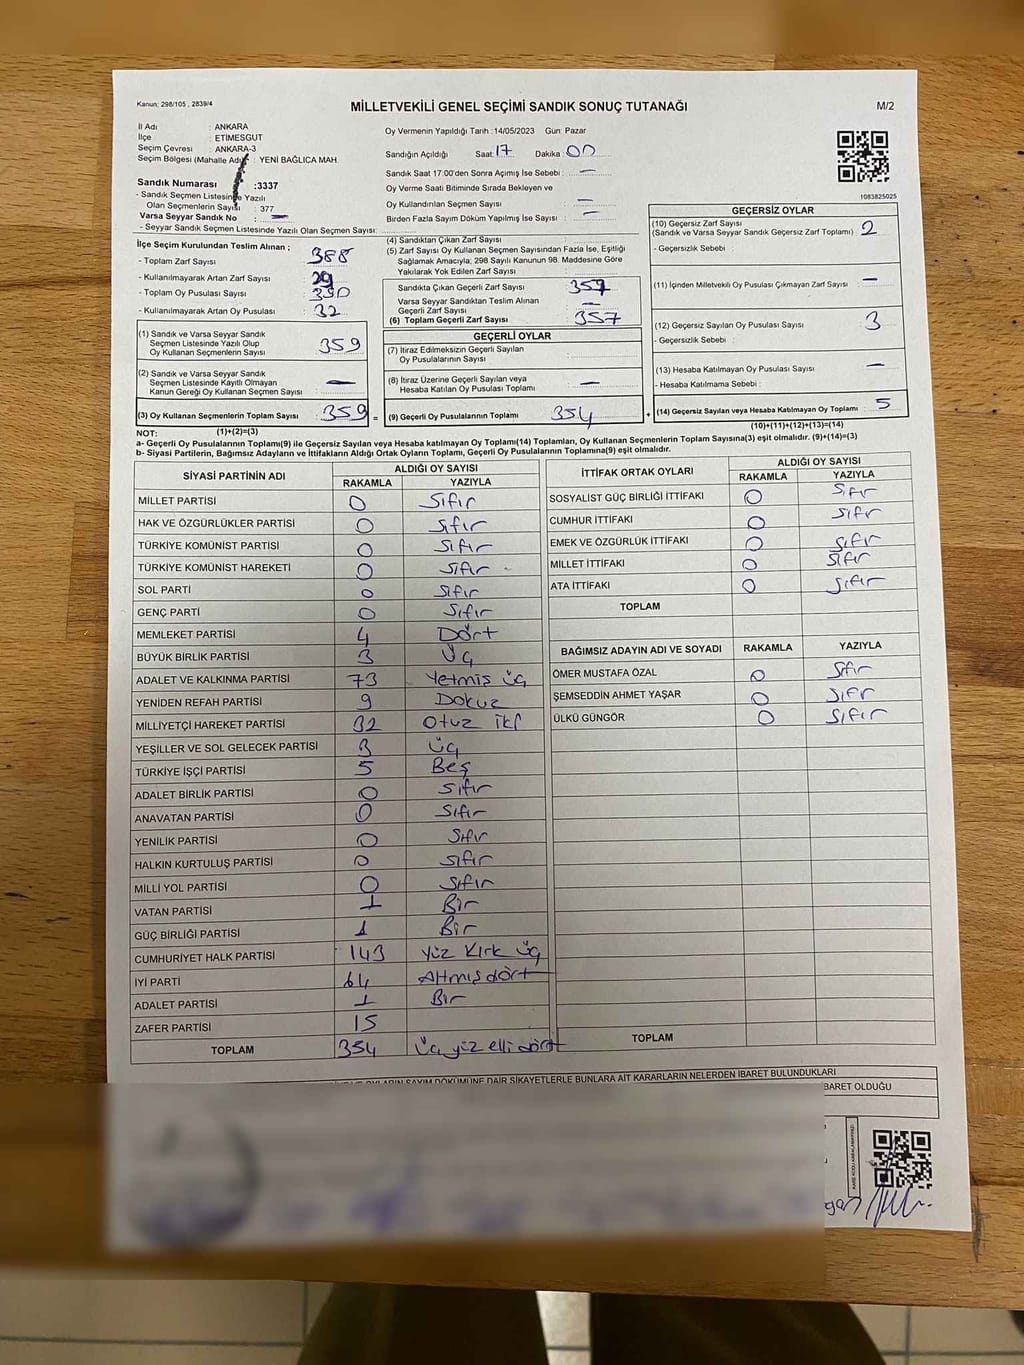 Kanun: 298/105 , 2839/4
MİLLETVEKİLİ GENEL SEÇİMİ SANDIK SONUÇ TUTANAĞI
M/2
İl Adı : ANKARA
İlçe : ETİMESGUT
Seçim Çevresi : ANKARA-3
Seçim Bölgesi (Mahalle Adı) : YENİ BAĞLICA MAH.
Sandık Numarası :3337
- Sandık Seçmen Listesinde Yazılı
Olan Seçmenlerin Sayısı : 377
Varsa Seyyar Sandık No : —
- Seyyar Sandık Seçmen Listesinde Yazılı Olan Seçmen Sayısı:
Oy Vermenin Yapıldığı Tarih :14/05/2023 Gün: Pazar
Sandığın Açıldığı Saat: 17 Dakika: 00
Sandık Saat 17:00'den Sonra Açımış İse Sebebi : —
Oy Verme Saati Bitiminde Sırada Bekleyen ve
Oy Kullandırılan Seçmen Sayısı : —
Birden Fazla Sayım Döküm Yapılmış İse Sayısı : —
1083825025
İlçe Seçim Kurulundan Teslim Alınan ;
- Toplam Zarf Sayısı : 388
- Kullanılmayarak Artan Zarf Sayısı : 29
- Toplam Oy Pusulası Sayısı :
- Kullanılmayarak Artan Oy Pusulası : 32
(1) Sandık ve Varsa Seyyar Sandık
Seçmen Listesinde Yazılı Olup
Oy Kullanan Seçmenlerin Sayısı : 359
(2) Sandık ve Varsa Seyyar Sandık
Seçmen Listesinde Kayıtlı Olmayan
Kanun Gereği Oy Kullanan Seçmen Sayısı : —
(3) Oy Kullanan Seçmenlerin Toplam Sayısı : 359 =
(1)+(2)=(3)
(4) Sandıktan Çıkan Zarf Sayısı :
(5) Zarf Sayısı Oy Kullanan Seçmen Sayısından Fazla İse, Eşitliği
Sağlamak Amacıyla; 298 Sayılı Kanunun 98. Maddesine Göre
Yakılarak Yok Edilen Zarf Sayısı :
Sandıkta Çıkan Geçerli Zarf Sayısı : 357
Varsa Seyyar Sandıktan Teslim Alınan
Geçerli Zarf Sayısı : —
(6) Toplam Geçerli Zarf Sayısı : 357
GEÇERLİ OYLAR
(7) İtiraz Edilmeksizin Geçerli Sayılan
Oy Pusulalarının Sayısı :
(8) İtiraz Üzerine Geçerli Sayılan veya
Hesaba Katılan Oy Pusulası Toplamı : —
(9) Geçerli Oy Pusulalarının Toplamı : 354 +
GEÇERSİZ OYLAR
(10) Geçersiz Zarf Sayısı
(Sandık ve Varsa Seyyar Sandık Geçersiz Zarf Toplamı) : 2
- Geçersizlik Sebebi :
(11) İçinden Milletvekili Oy Pusulası Çıkmayan Zarf Sayısı : —
(12) Geçersiz Sayılan Oy Pusulası Sayısı : 3
- Geçersizlik Sebebi :
(13) Hesaba Katılmayan Oy Pusulası Sayısı : —
- Hesaba Katılmama Sebebi :
(14) Geçersiz Sayılan veya Hesaba Katılmayan Oy Toplamı : 5
(10)+(11)+(12)+(13)=(14)
NOT:
a- Geçerli Oy Pusulalarının Toplamı(9) ile Geçersiz Sayılan veya Hesaba katılmayan Oy Toplamı(14) Toplamları, Oy Kullanan Seçmenlerin Toplam Sayısına(3) eşit olmalıdır. (9)+(14)=(3)
b- Siyasi Partilerin, Bağımsız Adayların ve İttifakların Aldığı Ortak Oyların Toplamı, Geçerli Oy Pusulalarının Toplamına(9) eşit olmalıdır.
SİYASİ PARTİNİN ADI ALDIĞI OY SAYISI
RAKAMLA YAZIYLA
MİLLET PARTİSİ 0 Sıfır
HAK VE ÖZGÜRLÜKLER PARTİSİ 0 Sıfır
TÜRKİYE KOMÜNİST PARTİSİ 0 Sıfır
TÜRKİYE KOMÜNİST HAREKETİ 0 Sıfır
SOL PARTİ 0 Sıfır
GENÇ PARTİ 0 Sıfır
MEMLEKET PARTİSİ 4 Dört
BÜYÜK BİRLİK PARTİSİ 3 Üç
ADALET VE KALKINMA PARTİSİ 73 Yetmiş üç
YENİDEN REFAH PARTİSİ 9 Dokuz
MİLLİYETÇİ HAREKET PARTİSİ 32 Otuz iki
YEŞİLLER VE SOL GELECEK PARTİSİ 3 üç
TÜRKİYE İŞÇİ PARTİSİ 5 Beş
ADALET BİRLİK PARTİSİ 0 Sıfır
ANAVATAN PARTİSİ 0 Sıfır
YENİLİK PARTİSİ 0 Sıfır
HALKIN KURTULUŞ PARTİSİ 0 Sıfır
MİLLİ YOL PARTİSİ 0 Sıfır
VATAN PARTİSİ 1 Bir
GÜÇ BİRLİĞİ PARTİSİ 1 Bir
CUMHURİYET HALK PARTİSİ 143 Yüz Kırk üç
İYİ PARTİ 64 Altmış dört
ADALET PARTİSİ 1 Bir
ZAFER PARTİSİ 15
TOPLAM 354 Üç yüz elli dört
İTTİFAK ORTAK OYLARI ALDIĞI OY SAYISI
RAKAMLA YAZIYLA
SOSYALİST GÜÇ BİRLİĞİ İTTİFAKI 0 Sıfır
CUMHUR İTTİFAKI 0 Sıfır
EMEK VE ÖZGÜRLÜK İTTİFAKI 0 Sıfır
MİLLET İTTİFAKI 0 Sıfır
ATA İTTİFAKI 0 Sıfır
TOPLAM
BAĞIMSIZ ADAYIN ADI VE SOYADI RAKAMLA YAZIYLA
ÖMER MUSTAFA ÖZAL 0 Sıfır
ŞEMSEDDİN AHMET YAŞAR 0 Sıfır
ÜLKÜ GÜNGÖR 0 Sıfır
TOPLAM
OYLARIN SAYIM DÖKÜMÜNE DAİR ŞİKAYETLERLE BUNLARA AİT KARARLARIN NELERDEN İBARET BULUNDUKLARI
İBARET OLDUĞU